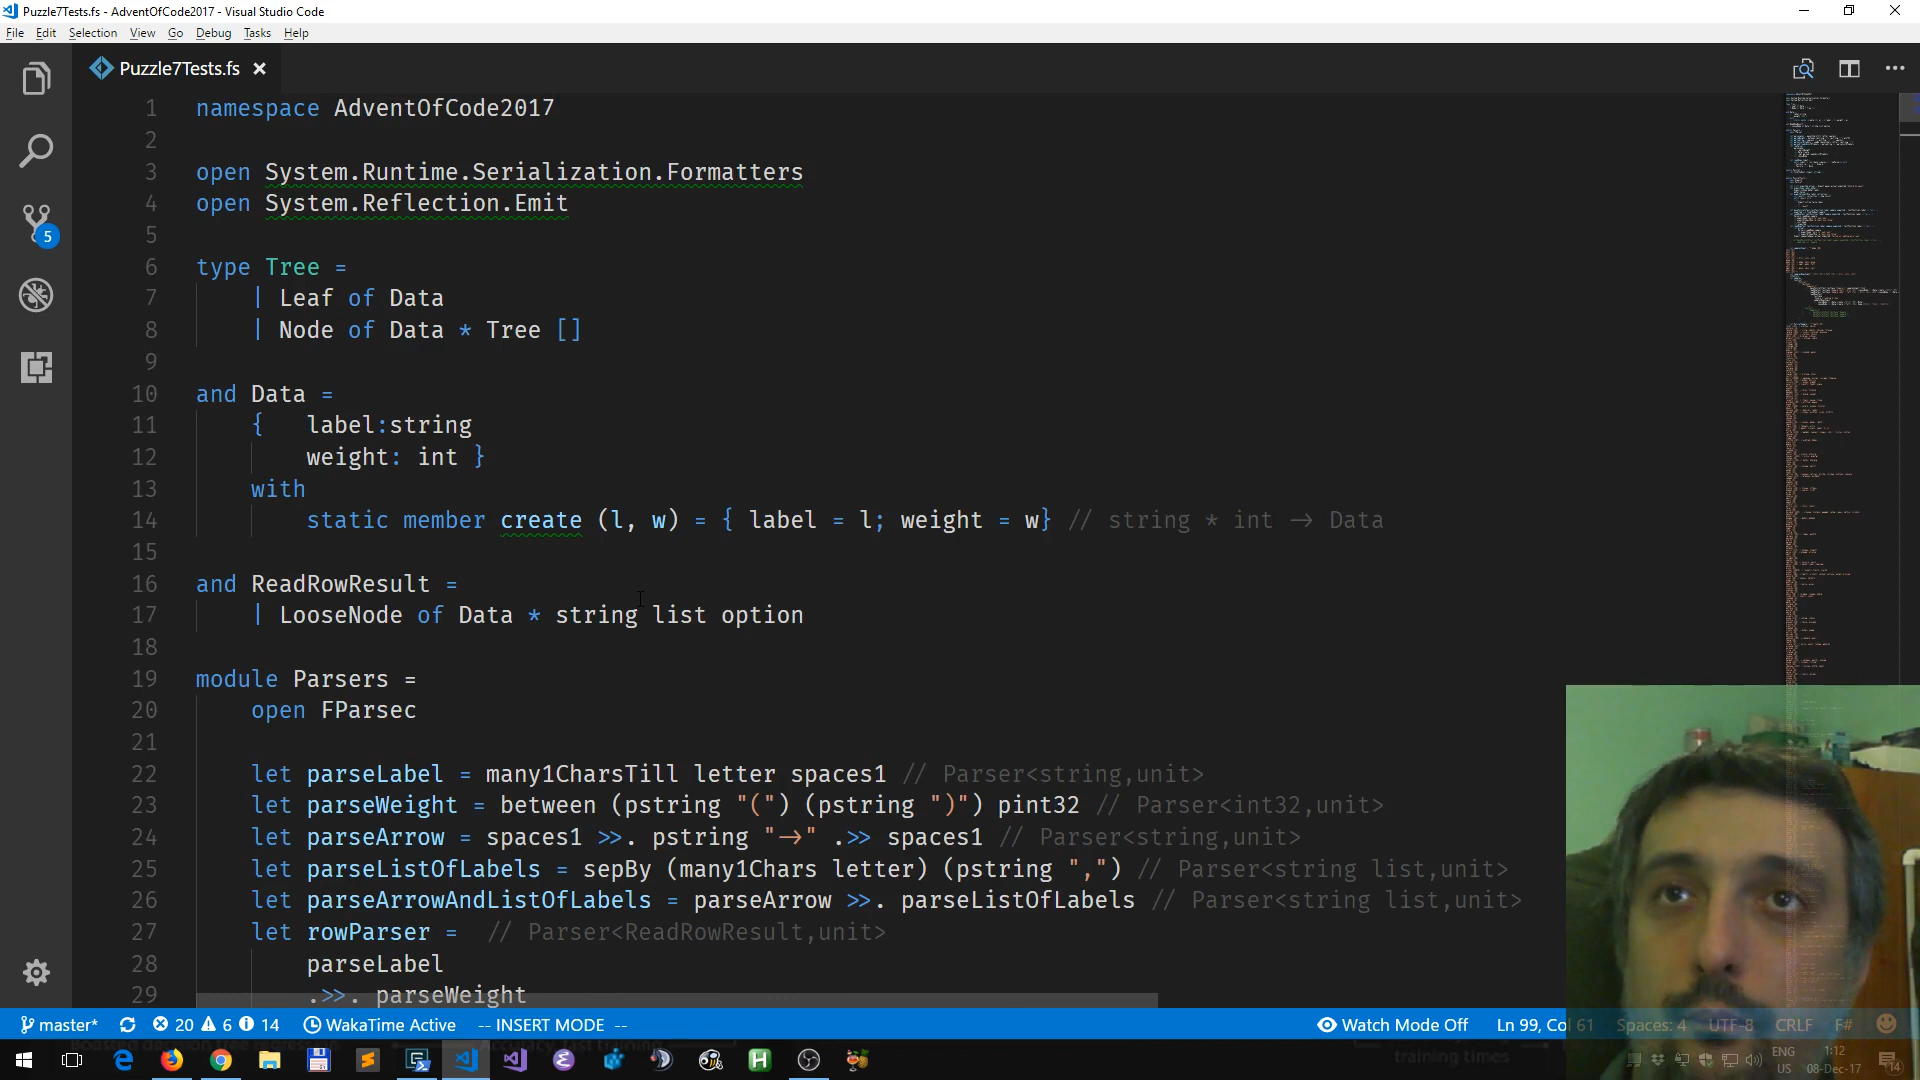 Puzzle7Tests.fs - AdventOfCode2017 - Visual Studio Code
File Edit Selection View Go Debug Tasks Help
Puzzle7Tests.fs
1 namespace AdventOfCode2017
2
3 open System.Runtime.Serialization.Formatters
4 open System.Reflection.Emit
5
6 type Tree =
7 | Leaf of Data
8 | Node of Data * Tree []
9
10 and Data =
11 { label:string
12 weight: int }
13 with
14 static member create (l, w) = { label = l; weight = w} // string * int -> Data
15
16 and ReadRowResult =
17 | LooseNode of Data * string list option
18
19 module Parsers =
20 open FParsec
21
22 let parseLabel = many1CharsTill letter spaces1 // Parser<string,unit>
23 let parseWeight = between (pstring "(") (pstring ")") pint32 // Parser<int32,unit>
24 let parseArrow = spaces1 >>. pstring "->" .>> spaces1 // Parser<string,unit>
25 let parseListOfLabels = sepBy (many1Chars letter) (pstring ",") // Parser<string list,unit>
26 let parseArrowAndListOfLabels = parseArrow >>. parseListOfLabels // Parser<string list,unit>
27 let rowParser = // Parser<ReadRowResult,unit>
28 parseLabel
29 .>>. parseWeight
5
master* 20 6 14 WakaTime Active -- INSERT MODE -- Watch Mode Off Ln 99, Col 61 Spaces: 4 UTF-8 CRLF F#
training times
ENG 1:12
US 08-Dec-17 14